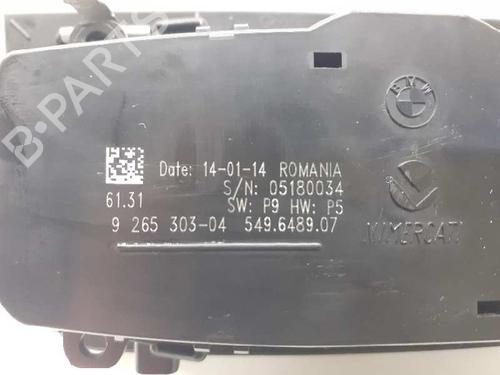 B-PARTS
BMW
Date: 14-01-14 ROMANIA
S/N: 05180034
61.31 SW: P9 HW: P5
9 265 303-04 549.6489.07